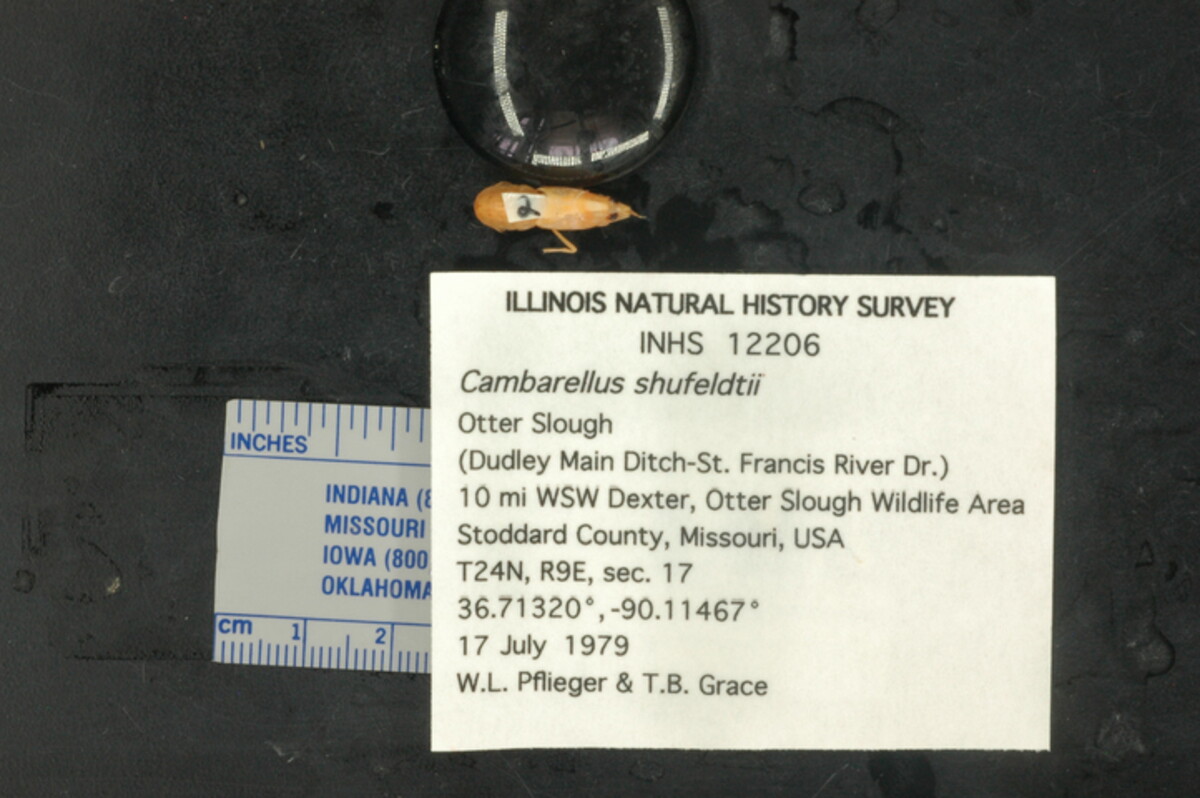 2
ILLINOIS NATURAL HISTORY SURVEY
INHS 12206
Cambarellus shufeldtii
Otter Slough
(Dudley Main Ditch-St. Francis River Dr.)
10 mi WSW Dexter, Otter Slough Wildlife Area
Stoddard County, Missouri, USA
T24N, R9E, sec. 17
36.71320°, -90.11467°
17 July 1979
W.L. Pflieger & T.B. Grace
INCHES
INDIANA (8
MISSOURI
IOWA (800
OKLAHOMA
cm 1 2